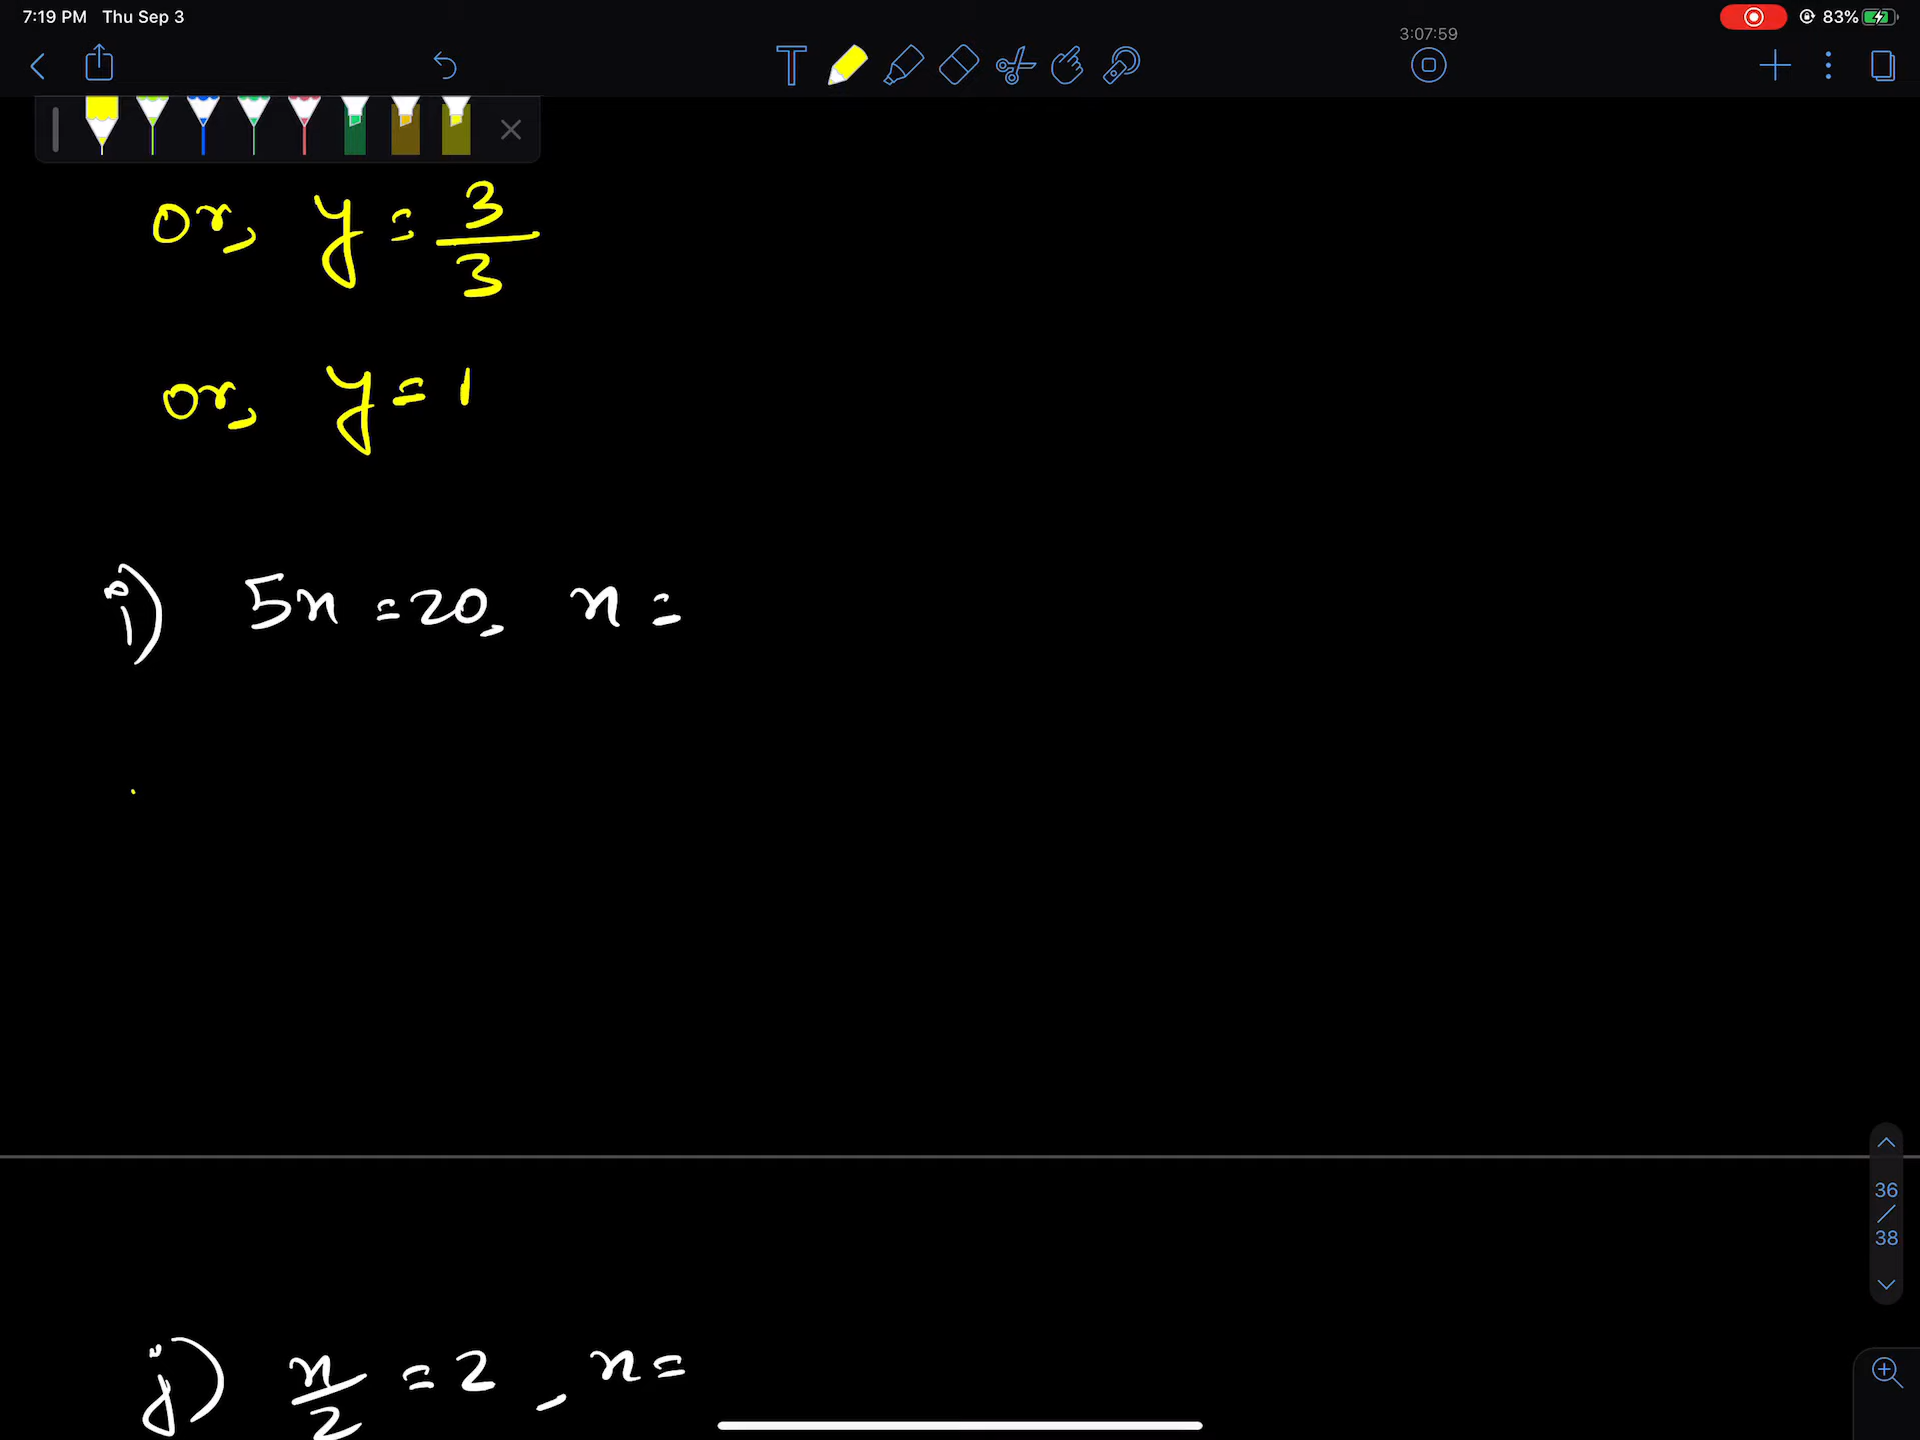 7:19 PM Thu Sep 3
83%
3:07:59
or, y = 3/3
or, y = 1
i) 5x = 20, x =
36
/
38
j) x/2 = 2, x =